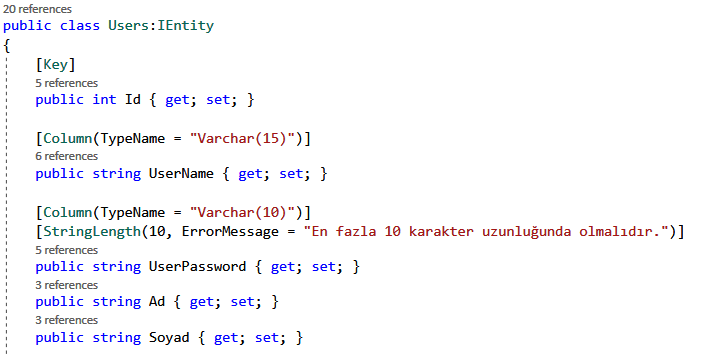 20 references
public class Users:IEntity
{
[Key]
5 references
public int Id { get; set; }
[Column(TypeName = "Varchar(15)")]
6 references
public string UserName { get; set; }
[Column(TypeName = "Varchar(10)")]
[StringLength(10, ErrorMessage = "En fazla 10 karakter uzunluğunda olmalıdır.")]
5 references
public string UserPassword { get; set; }
3 references
public string Ad { get; set; }
3 references
public string Soyad { get; set; }